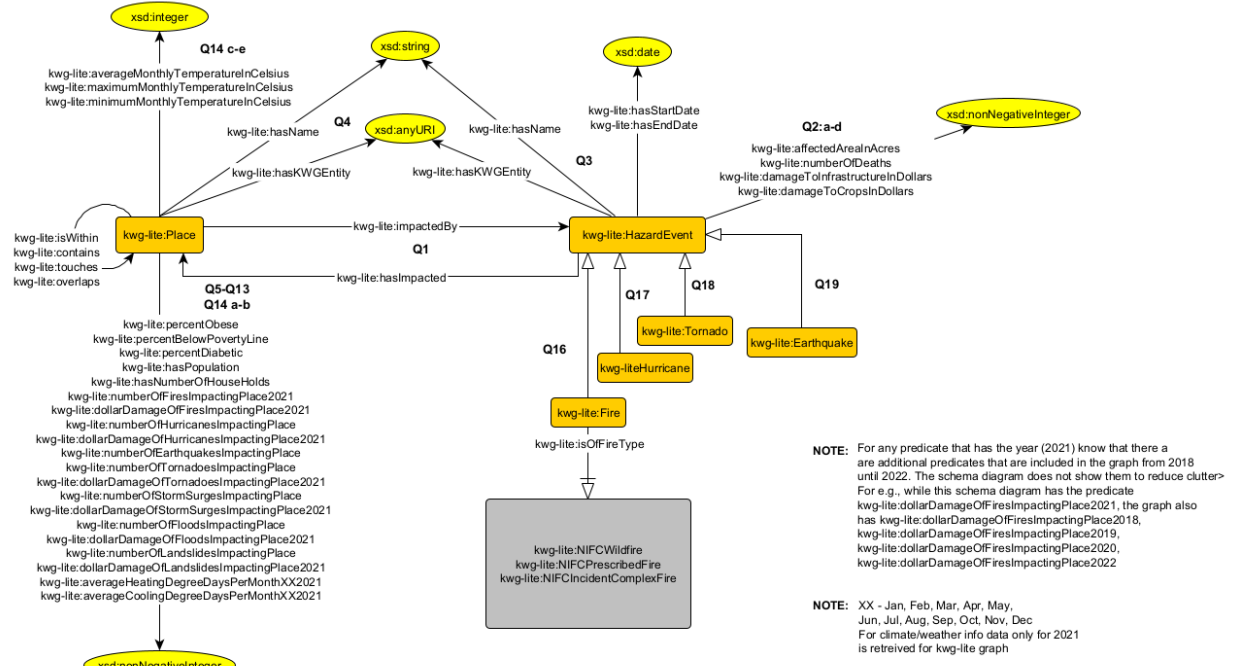 xsd:integer
Q14 c-e
kwg-lite:averageMonthlyTemperatureInCelsius
kwg-lite:maximumMonthlyTemperatureInCelsius
kwg-lite:minimumMonthlyTemperatureInCelsius
xsd:string
xsd:date
kwg-lite:hasStartDate
kwg-lite:hasEndDate
xsd:nonNegativeInteger
Q2:a-d
kwg-lite:affectedAreaInAcres
kwg-lite:numberOfDeaths
kwg-lite:damageToInfrastructureInDollars
kwg-lite:damageToCropsInDollars
kwg-lite:hasName
Q4
xsd:anyURI
kwg-lite:hasName
Q3
kwg-lite:hasKWGEntity
kwg-lite:hasKWGEntity
kwg-lite:isWithin
kwg-lite:contains
kwg-lite:touches
kwg-lite:overlaps
kwg-lite:Place
kwg-lite:impactedBy
Q1
kwg-lite:hasImpacted
kwg-lite:HazardEvent
Q5-Q13
Q14 a-b
kwg-lite:percentObese
kwg-lite:percentBelowPovertyLine
kwg-lite:percentDiabetic
kwg-lite:hasPopulation
kwg-lite:hasNumberOfHouseHolds
kwg-lite:numberOfFiresImpactingPlace2021
kwg-lite:dollarDamageOfFiresImpactingPlace2021
kwg-lite:numberOfHurricanesImpactingPlace
kwg-lite:dollarDamageOfHurricanesImpactingPlace2021
kwg-lite:numberOfEarthquakesImpactingPlace
kwg-lite:numberOfTornadoesImpactingPlace
kwg-lite:dollarDamageOfTornadoesImpactingPlace2021
kwg-lite:numberOfStormSurgesImpactingPlace
kwg-lite:dollarDamageOfStormSurgesImpactingPlace2021
kwg-lite:numberOfFloodsImpactingPlace
kwg-lite:dollarDamageOfFloodsImpactingPlace2021
kwg-lite:numberOfLandslidesImpactingPlace
kwg-lite:dollarDamageOfLandslidesImpactingPlace2021
kwg-lite:averageHeatingDegreeDaysPerMonthXX2021
kwg-lite:averageCoolingDegreeDaysPerMonthXX2021
xsd:nonNegativeInteger
Q16
Q17
Q18
Q19
kwg-lite:Tornado
kwg-lite:Earthquake
kwg-liteHurricane
kwg-lite:Fire
kwg-lite:isOfFireType
kwg-lite:NIFCWildfire
kwg-lite:NIFCPrescribedFire
kwg-lite:NIFCIncidentComplexFire
NOTE: For any predicate that has the year (2021) know that there a
are additional predicates that are included in the graph from 2018
until 2022. The schema diagram does not show them to reduce clutter>
For e.g., while this schema diagram has the predicate
kwg-lite:dollarDamageOfFiresImpactingPlace2021, the graph also
has kwg-lite:dollarDamageOfFiresImpactingPlace2018,
kwg-lite:dollarDamageOfFiresImpactingPlace2019,
kwg-lite:dollarDamageOfFiresImpactingPlace2020,
kwg-lite:dollarDamageOfFiresImpactingPlace2022
NOTE: XX - Jan, Feb, Mar, Apr, May,
Jun, Jul, Aug, Sep, Oct, Nov, Dec
For climate/weather info data only for 2021
is retreived for kwg-lite graph